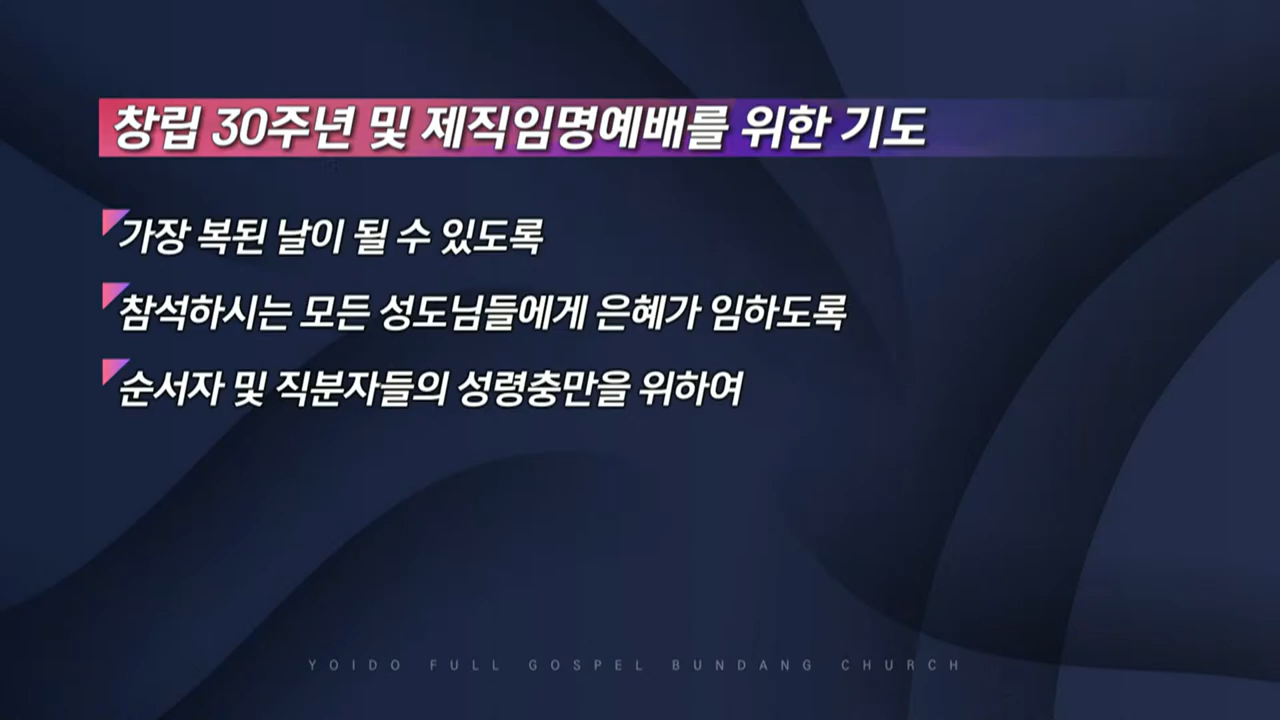 창립 30주년 및 제직임명예배를 위한 기도
가장 복된 날이 될 수 있도록
참석하시는 모든 성도님들에게 은혜가 임하도록
순서자 및 직분자들의 성령충만을 위하여
YOIDO FULL GOSPEL BUNDANG CHURCH